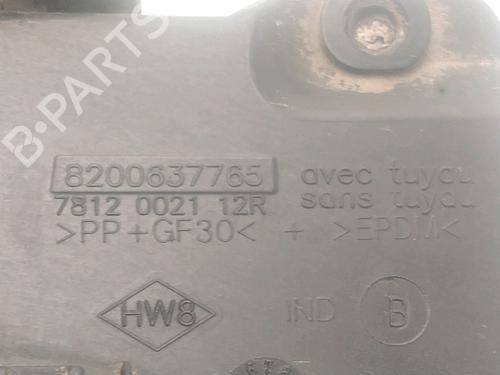 B-PARTS
8200637765 avec tuyau
7812 0021 12R sans tuyau
>PP+GF30< + >EPDM<
HW8 IND B